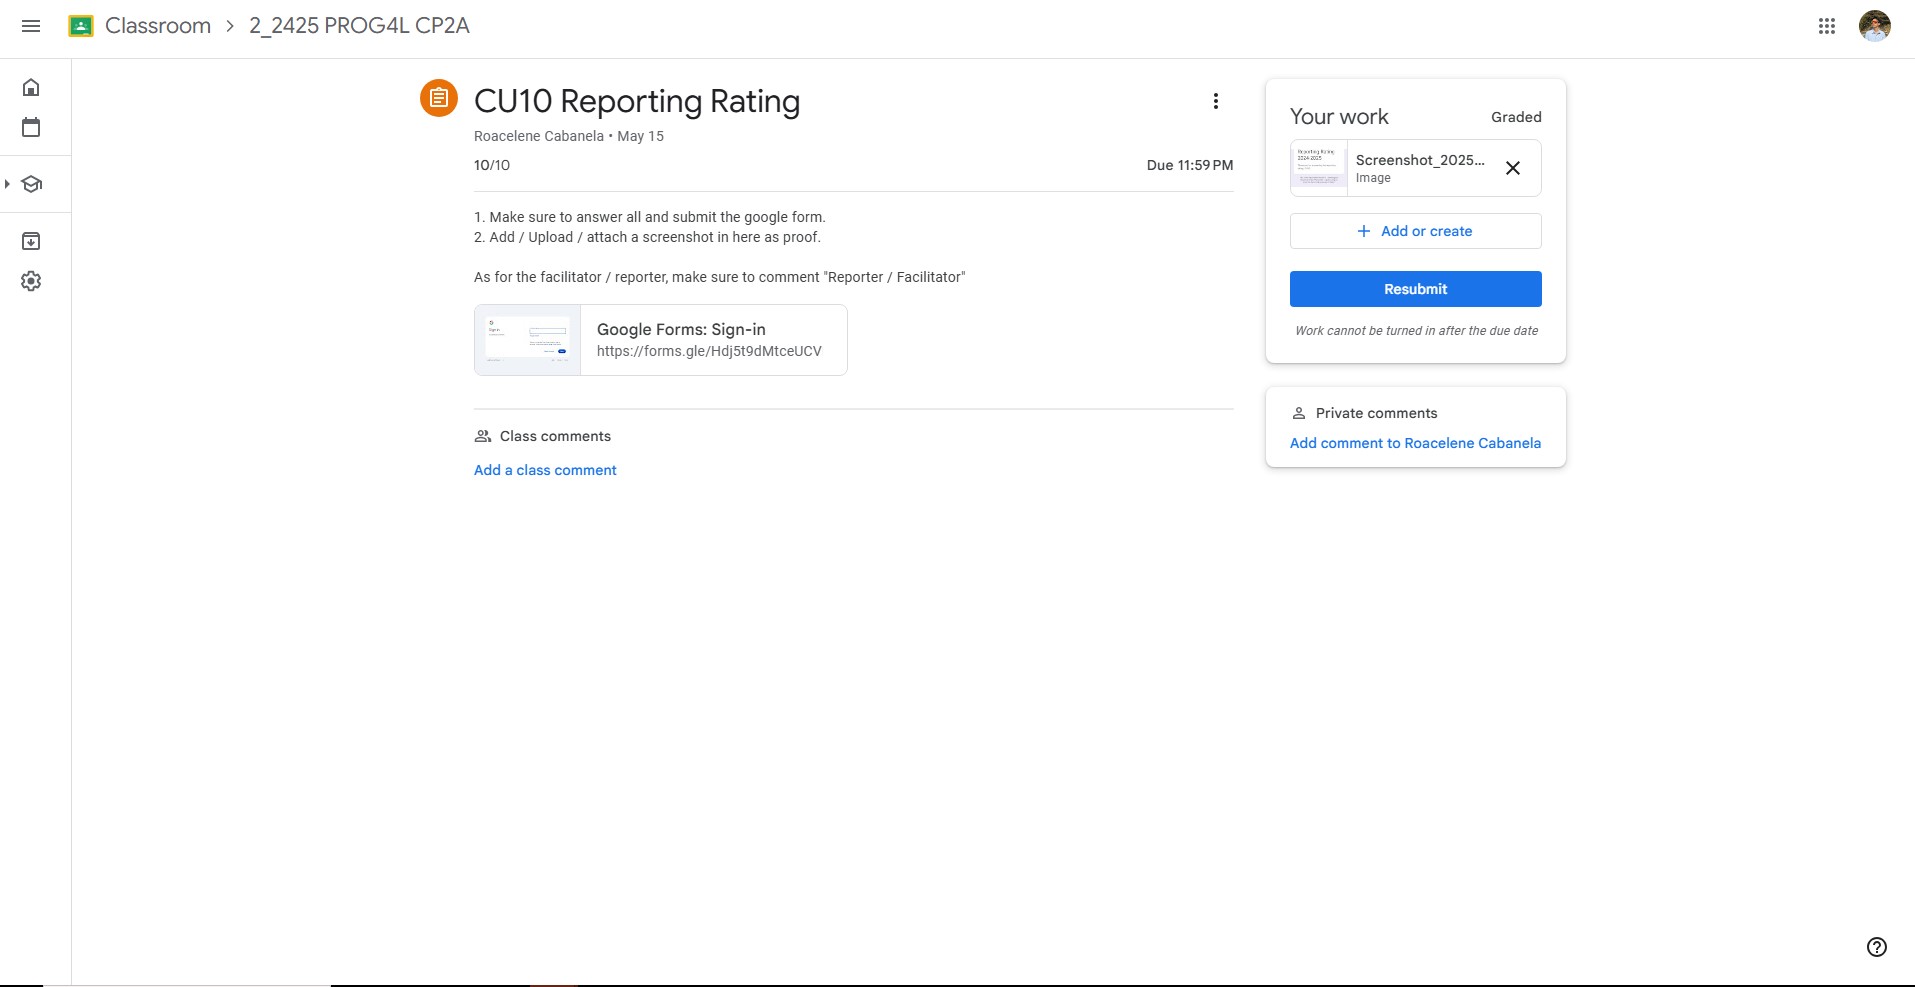 Classroom > 2_2425 PROG4L CP2A
CU10 Reporting Rating
Roacelene Cabanela • May 15
10/10
Due 11:59 PM
1. Make sure to answer all and submit the google form.
2. Add / Upload / attach a screenshot in here as proof.
As for the facilitator / reporter, make sure to comment "Reporter / Facilitator"
Google Forms: Sign-in
https://forms.gle/Hdj5t9dMtceUCV
Class comments
Add a class comment
Your work
Graded
Reporting Rating
2024-2025
Screenshot_2025...
Image
+ Add or create
Resubmit
Work cannot be turned in after the due date
Private comments
Add comment to Roacelene Cabanela